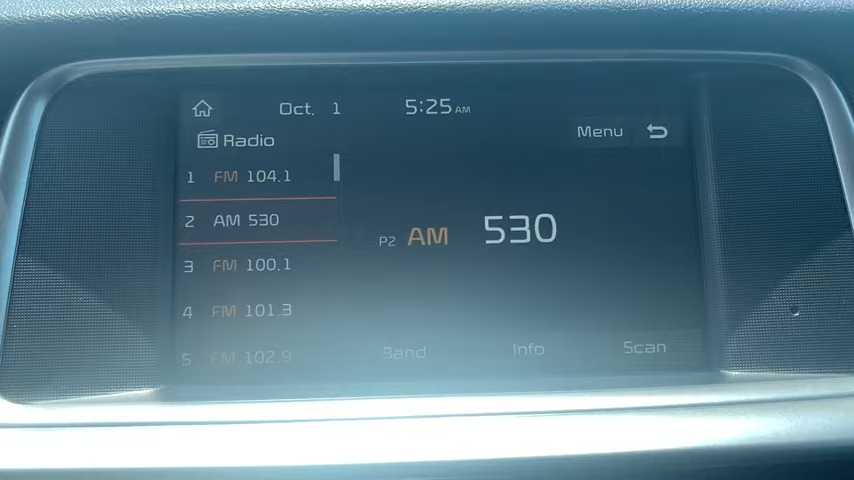 Oct. 1 5:25 AM
Radio
Menu
1 FM 104.1
2 AM 530
3 FM 100.1
4 FM 101.3
5 FM 102.9
P2 AM 530
Band Info Scan